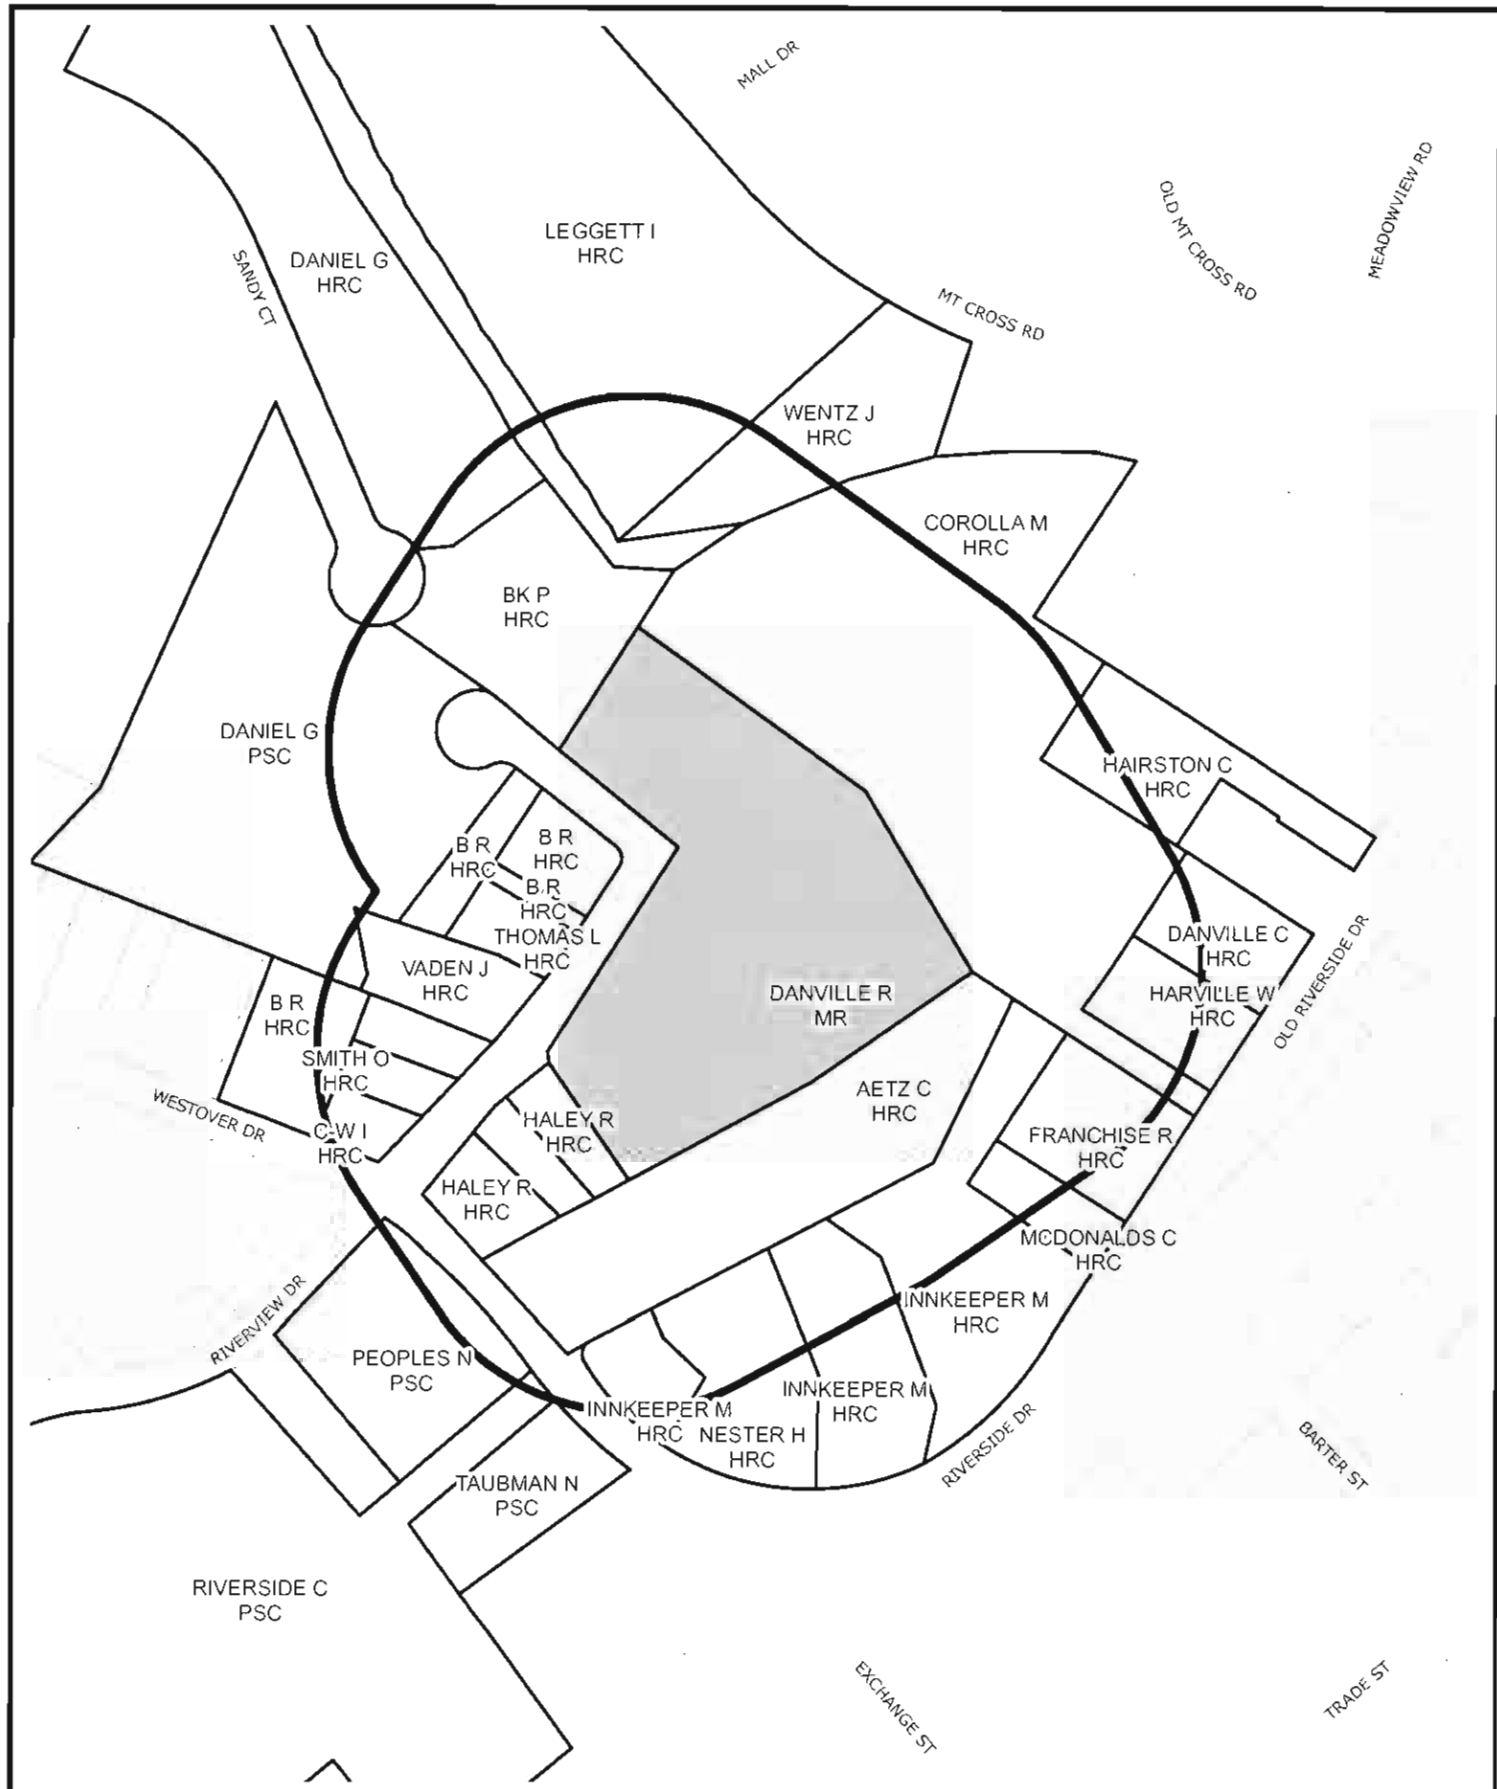 MALL DR
MEADOWVIEW RD
OLD MT CROSS RD
LEGGETT I
HRC
DANIEL G
HRC
SANDY CT
MT CROSS RD
WENTZ J
HRC
COROLLA M
HRC
BK P
HRC
DANIEL G
PSC
HAIRSTON C
HRC
B R
HRC
B R
HRC
B R
HRC
THOMAS L
HRC
DANVILLE C
HRC
OLD RIVERSIDE DR
VADEN J
HRC
DANVILLE R
MR
HARVILLE W
HRC
B R
HRC
SMITH O
HRC
AETZ C
HRC
WESTOVER DR
C W I
HRC
HALEY R
HRC
FRANCHISE R
HRC
HALEY R
HRC
MCDONALDS C
HRC
RIVERVIEW DR
INNKEEPER M
HRC
PEOPLES N
PSC
INNKEEPER M
HRC
INNKEEPER M
HRC
NESTER H
HRC
RIVERSIDE DR
BARTER ST
TAUBMAN N
PSC
RIVERSIDE C
PSC
EXCHANGE ST
TRADE ST